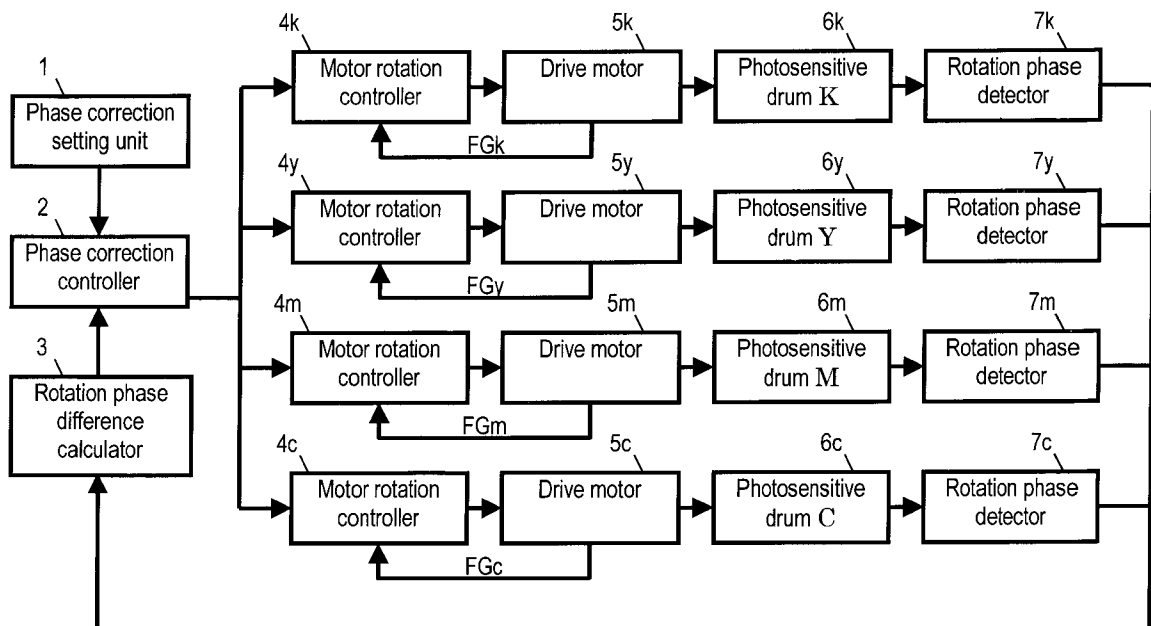 1
Phase correction
setting unit
2
Phase correction
controller
3
Rotation phase
difference
calculator
4k
Motor rotation
controller
5k
Drive motor
6k
Photosensitive
drum K
7k
Rotation phase
detector
FGk
4y
Motor rotation
controller
5y
Drive motor
6y
Photosensitive
drum Y
7y
Rotation phase
detector
FGy
4m
Motor rotation
controller
5m
Drive motor
6m
Photosensitive
drum M
7m
Rotation phase
detector
FGm
4c
Motor rotation
controller
5c
Drive motor
6c
Photosensitive
drum C
7c
Rotation phase
detector
FGc